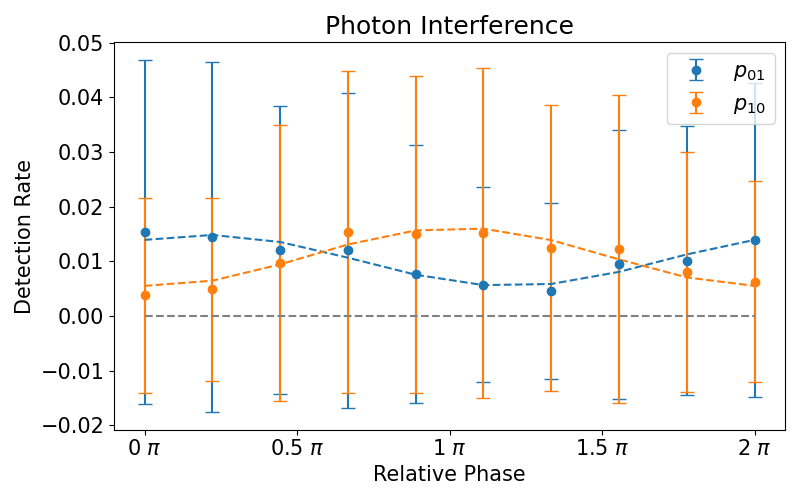 Photon Interference
0.05
0.04
0.03
0.02
0.01
0.00
−0.01
−0.02
Detection Rate
p₀₁
p₁₀
0 π
0.5 π
1 π
1.5 π
2 π
Relative Phase